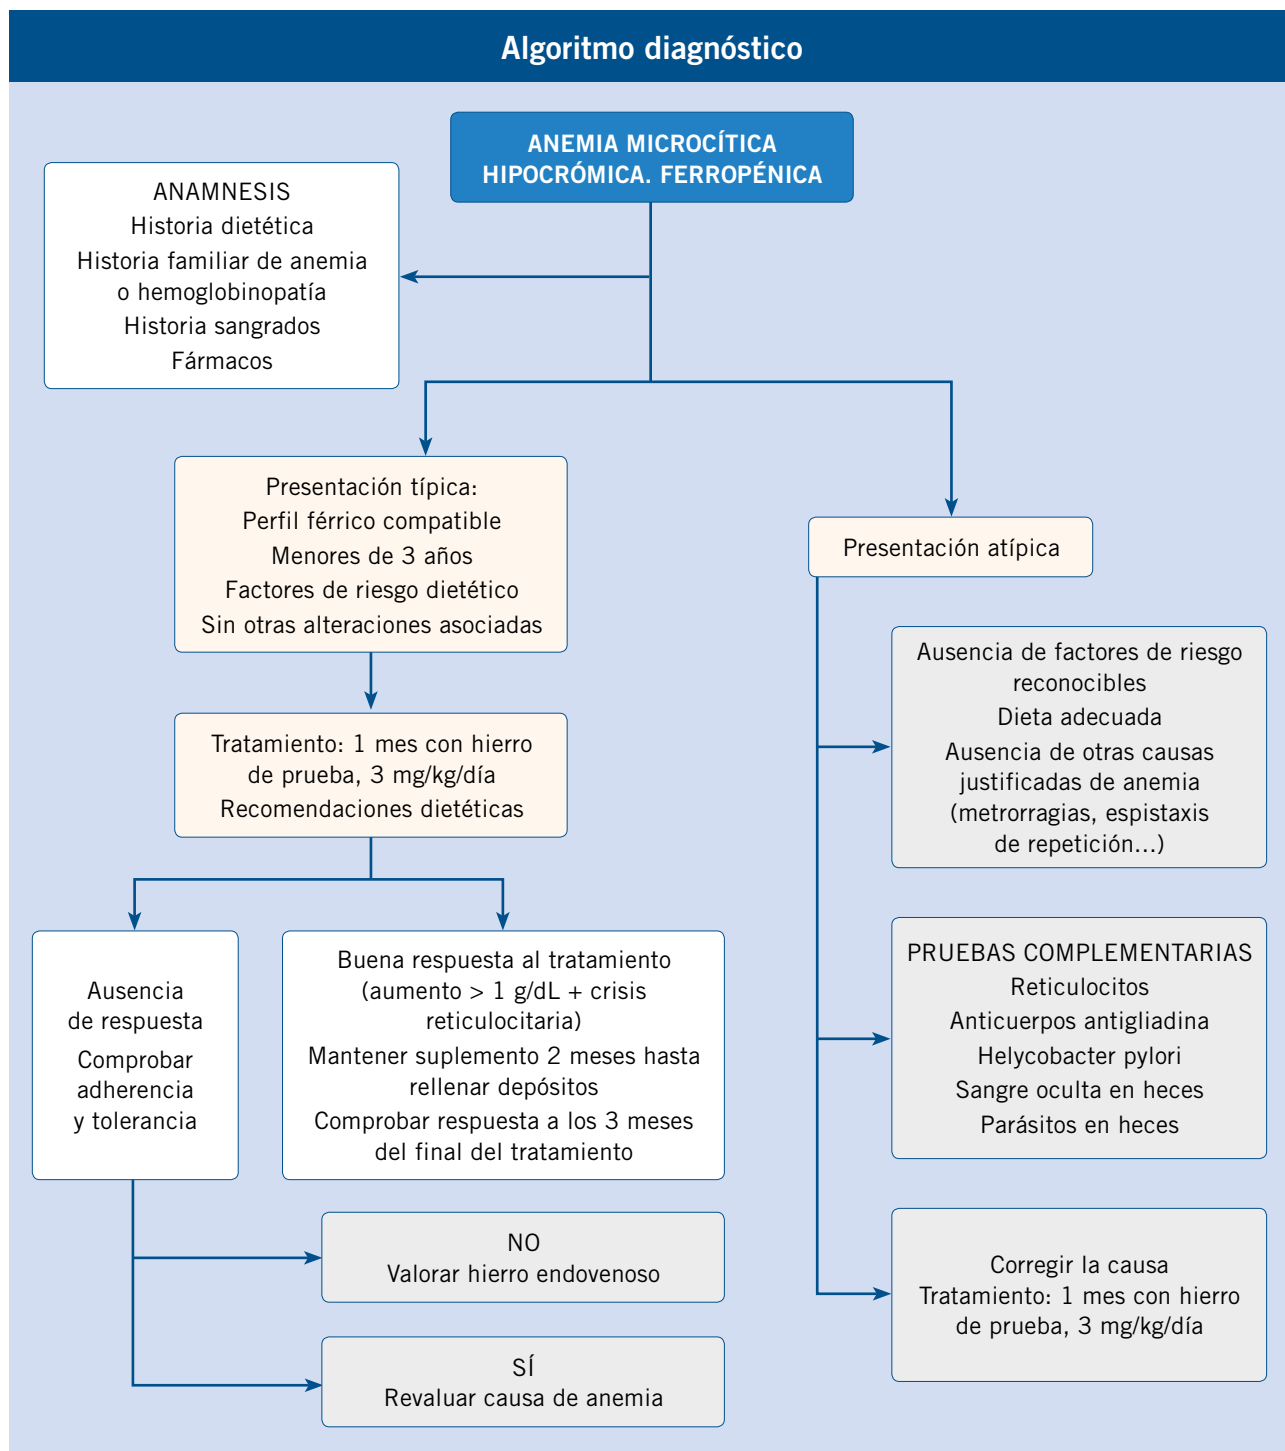 Algoritmo diagnóstico
ANEMIA MICROCÍTICA
HIPOCRÓMICA. FERROPÉNICA
ANAMNESIS
Historia dietética
Historia familiar de anemia
o hemoglobinopatía
Historia sangrados
Fármacos
Presentación típica:
Perfil férrico compatible
Menores de 3 años
Factores de riesgo dietético
Sin otras alteraciones asociadas
Presentación atípica
Tratamiento: 1 mes con hierro
de prueba, 3 mg/kg/día
Recomendaciones dietéticas
Ausencia de factores de riesgo
reconocibles
Dieta adecuada
Ausencia de otras causas
justificadas de anemia
(metrorragias, espistaxis
de repetición...)
Ausencia
de respuesta
Comprobar
adherencia
y tolerancia
Buena respuesta al tratamiento
(aumento > 1 g/dL + crisis
reticulocitaria)
Mantener suplemento 2 meses hasta
rellenar depósitos
Comprobar respuesta a los 3 meses
del final del tratamiento
PRUEBAS COMPLEMENTARIAS
Reticulocitos
Anticuerpos antigliadina
Helycobacter pylori
Sangre oculta en heces
Parásitos en heces
NO
Valorar hierro endovenoso
SÍ
Revaluar causa de anemia
Corregir la causa
Tratamiento: 1 mes con hierro
de prueba, 3 mg/kg/día